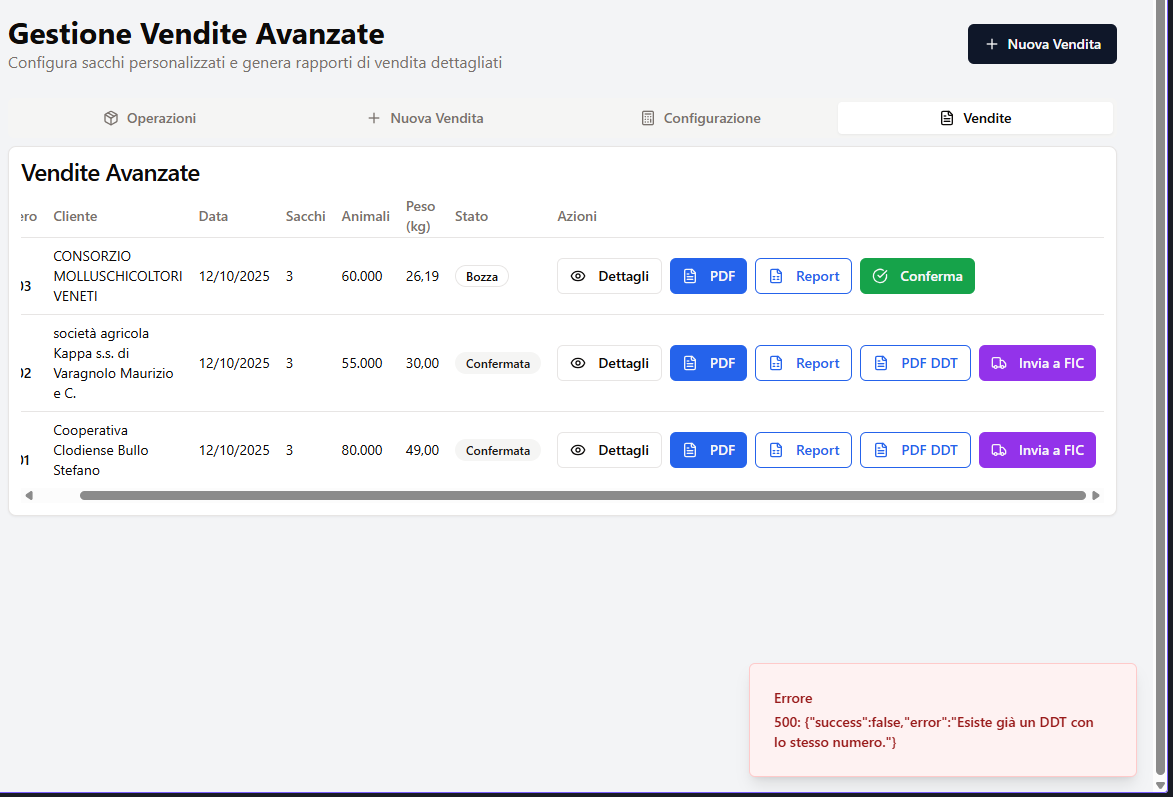 Gestione Vendite Avanzate
Configura sacchi personalizzati e genera rapporti di vendita dettagliati
Nuova Vendita
Operazioni
Nuova Vendita
Configurazione
Vendite
Vendite Avanzate
ero Cliente Data Sacchi Animali Peso (kg) Stato Azioni
CONSORZIO
MOLLUSCHICOLTORI
VENETI
03 12/10/2025 3 60.000 26,19 Bozza Dettagli PDF Report Conferma
società agricola
Kappa s.s. di
Varagnolo Maurizio
e C.
02 12/10/2025 3 55.000 30,00 Confermata Dettagli PDF Report PDF DDT Invia a FIC
Cooperativa
Clodiense Bullo
Stefano
01 12/10/2025 3 80.000 49,00 Confermata Dettagli PDF Report PDF DDT Invia a FIC
Errore
500: {"success":false,"error":"Esiste già un DDT con
lo stesso numero."}